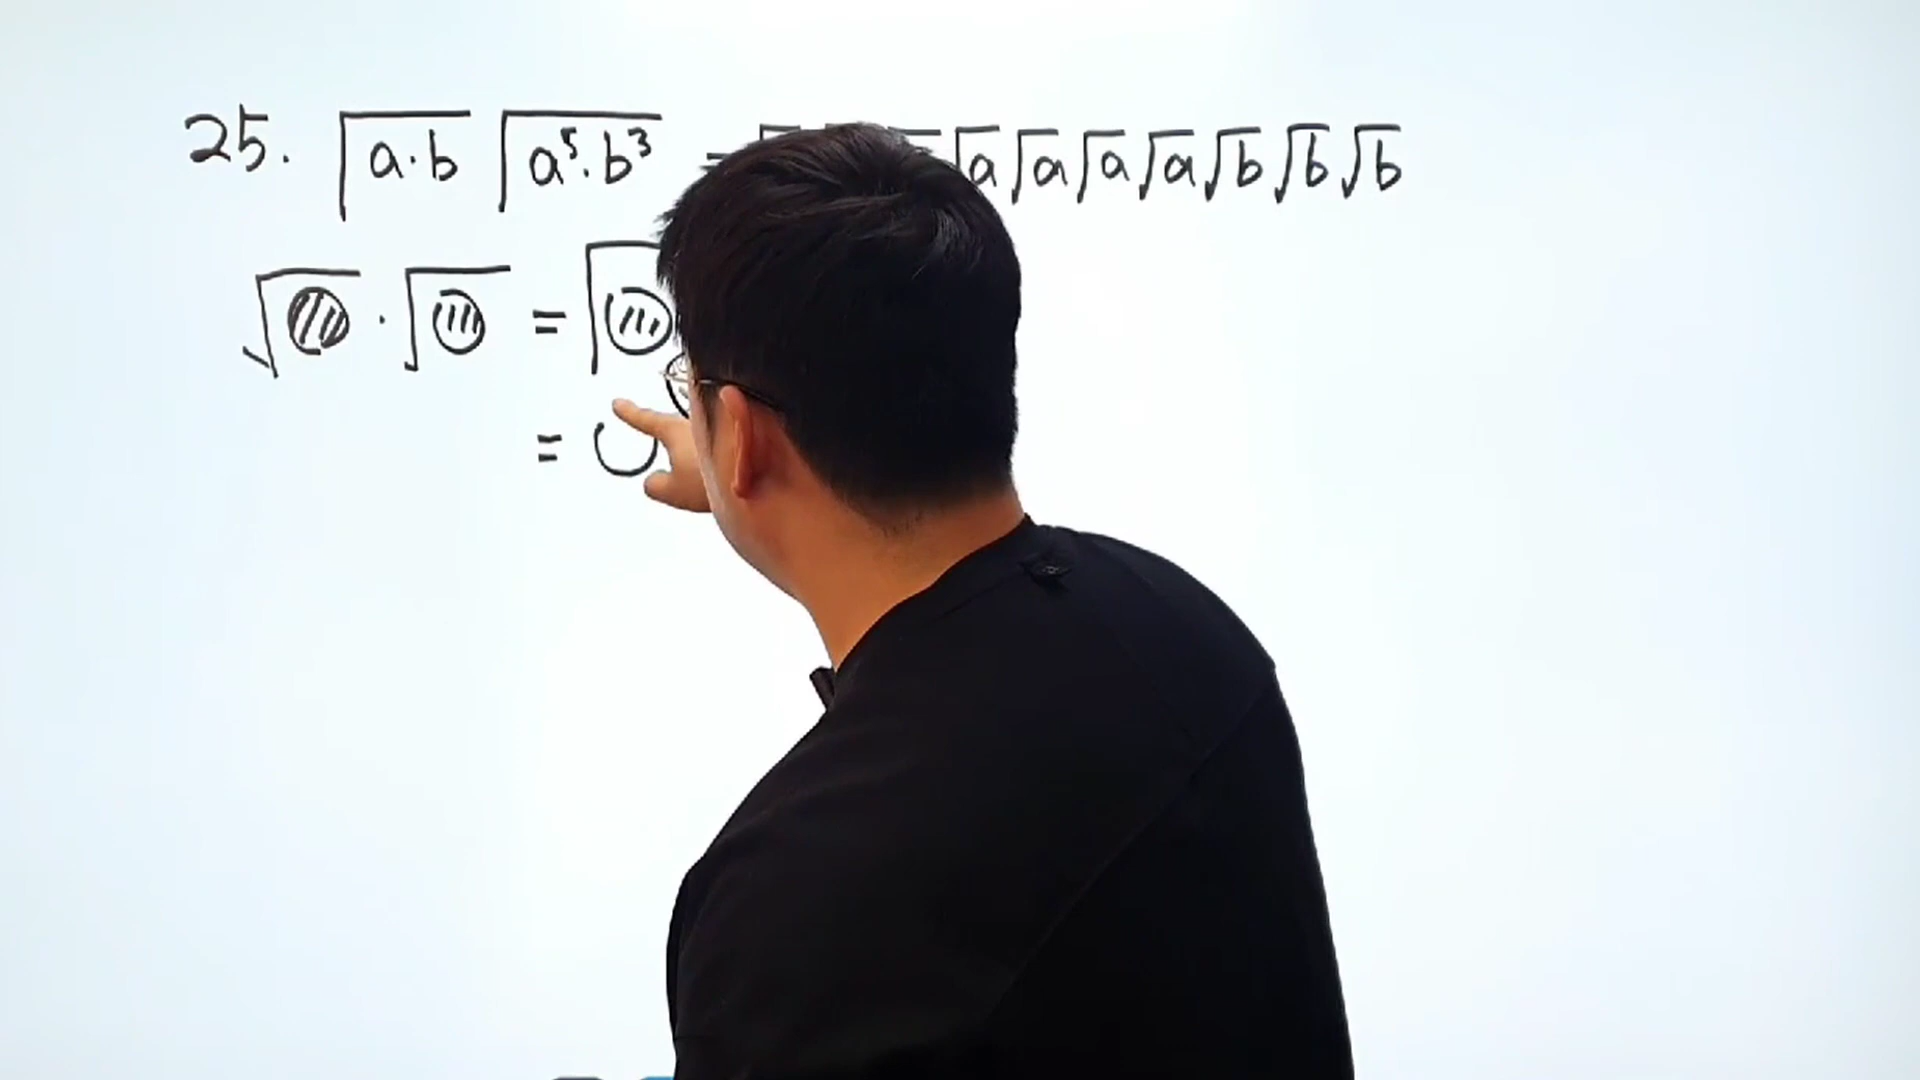 25. √a·b √a⁵·b³ = √a √a √a √a √b √b √b
√ · √ = √
=